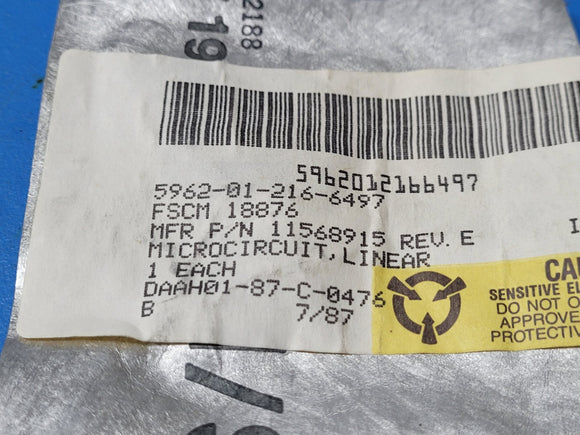 2188
19
5962012166497
5962-01-216-6497
FSCM 18876
MFR P/N 11568915 REV. E
MICROCIRCUIT, LINEAR
1 EACH
DAAH01-87-C-0476
B 7/87
I
CAU
SENSITIVE EL
DO NOT O
APPROVE
PROTECTIV